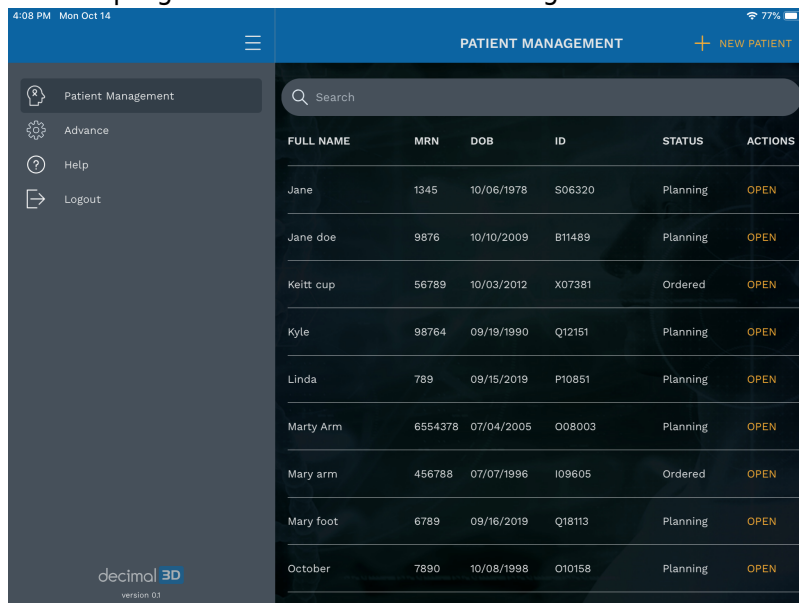 4:08 PM Mon Oct 14
77%
PATIENT MANAGEMENT
NEW PATIENT
Patient Management
Advance
Help
Logout
decimal 3D
version 0.1
Search
FULL NAME MRN DOB ID STATUS ACTIONS
Jane 1345 10/06/1978 S06320 Planning OPEN
Jane doe 9876 10/10/2009 B11489 Planning OPEN
Keitt cup 56789 10/03/2012 X07381 Ordered OPEN
Kyle 98764 09/19/1990 Q12151 Planning OPEN
Linda 789 09/15/2019 P10851 Planning OPEN
Marty Arm 6554378 07/04/2005 O08003 Planning OPEN
Mary arm 456788 07/07/1996 I09605 Ordered OPEN
Mary foot 6789 09/16/2019 Q18113 Planning OPEN
October 7890 10/08/1998 O10158 Planning OPEN